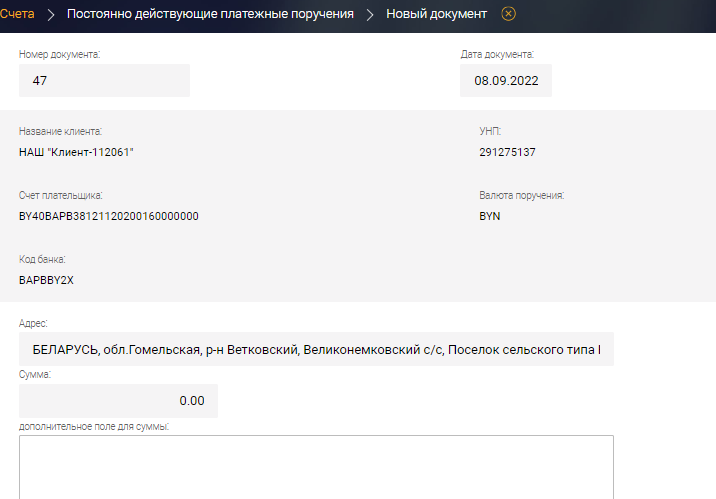 Счета > Постоянно действующие платежные поручения > Новый документ
Номер документа: Дата документа:
47 08.09.2022
Название клиента: УНП:
НАШ "Клиент-112061" 291275137
Счет плательщика: Валюта поручения:
BY40BAPB38121120200160000000 BYN
Код банка:
BAPBBY2X
Адрес:
БЕЛАРУСЬ, обл.Гомельская, р-н Ветковский, Великонемковский с/с, Поселок сельского типа
Сумма:
0.00
дополнительное поле для суммы: